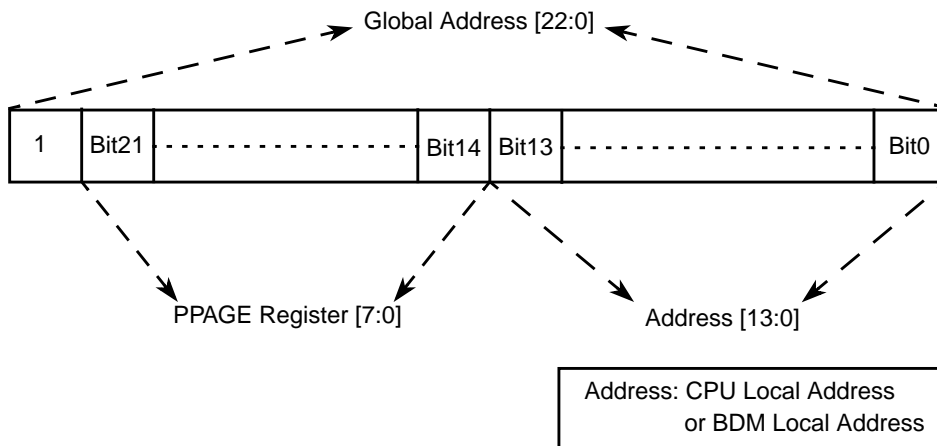 Global Address [22:0]
1 Bit21 Bit14 Bit13 Bit0
PPAGE Register [7:0] Address [13:0]
Address: CPU Local Address
or BDM Local Address